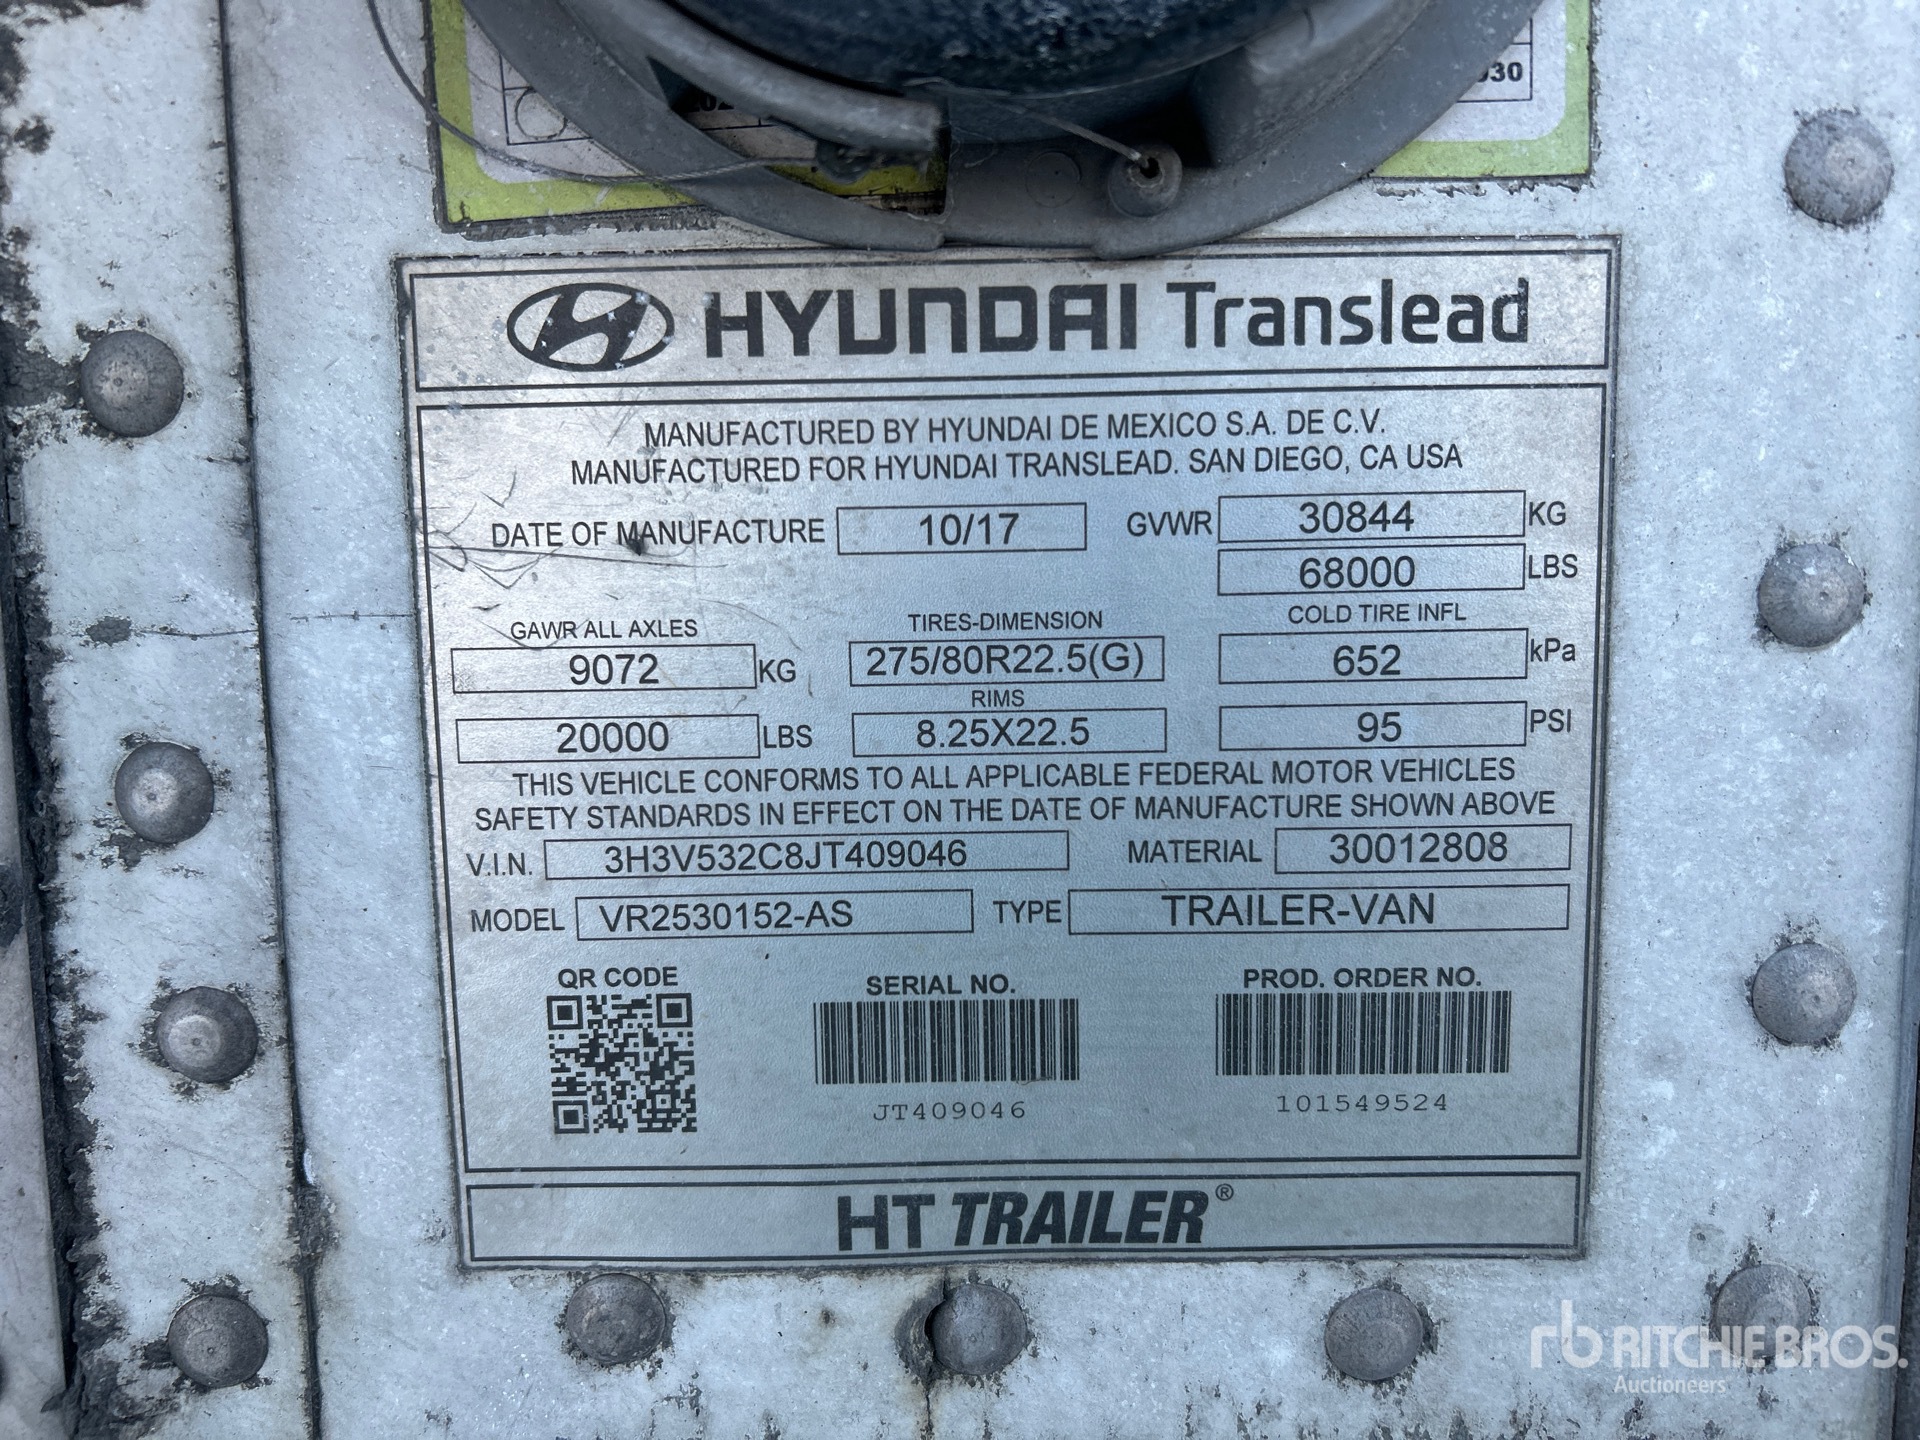 HYUNDAI Translead
MANUFACTURED BY HYUNDAI DE MEXICO S.A. DE C.V.
MANUFACTURED FOR HYUNDAI TRANSLEAD. SAN DIEGO, CA USA
DATE OF MANUFACTURE 10/17 GVWR 30844 KG
68000 LBS
GAWR ALL AXLES TIRES-DIMENSION COLD TIRE INFL
9072 KG 275/80R22.5(G) 652 kPa
RIMS
20000 LBS 8.25X22.5 95 PSI
THIS VEHICLE CONFORMS TO ALL APPLICABLE FEDERAL MOTOR VEHICLES
SAFETY STANDARDS IN EFFECT ON THE DATE OF MANUFACTURE SHOWN ABOVE
V.I.N. 3H3V532C8JT409046 MATERIAL 30012808
MODEL VR2530152-AS TYPE TRAILER-VAN
QR CODE SERIAL NO. PROD. ORDER NO.
JT409046 101549524
HT TRAILER®
rb RITCHIE BROS.
Auctioneers